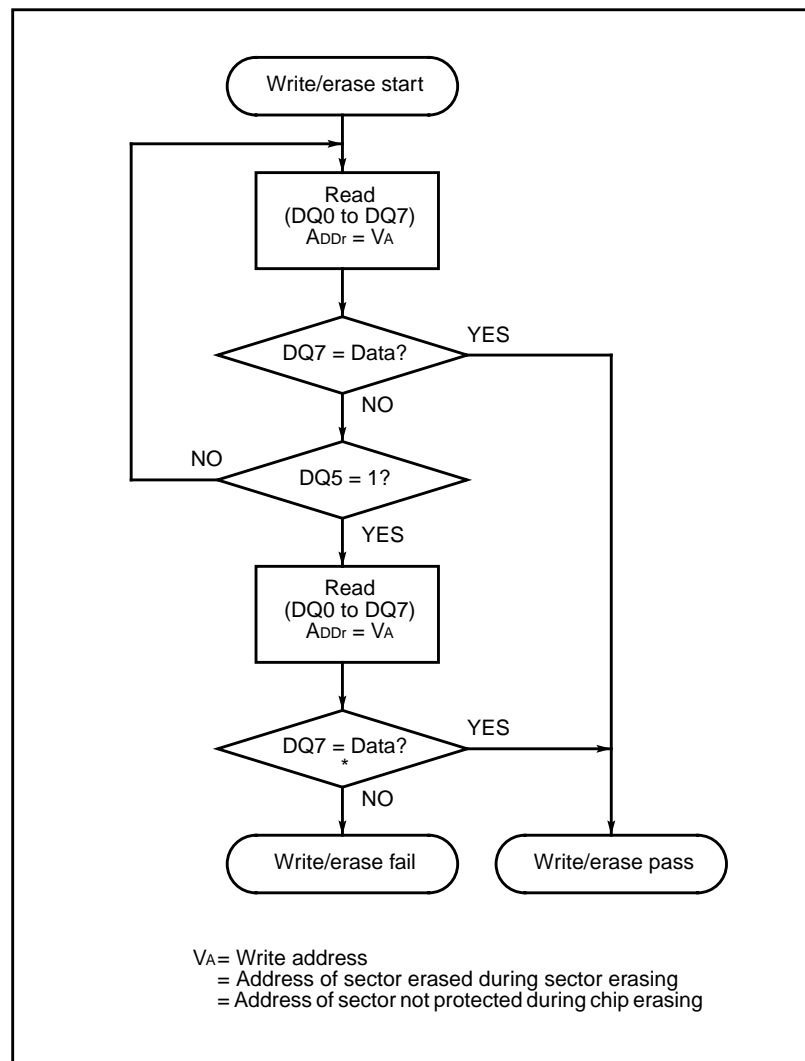 Write/erase start
Read
(DQ0 to DQ7)
ADDr = VA
DQ7 = Data?
YES
NO
NO
DQ5 = 1?
YES
Read
(DQ0 to DQ7)
ADDr = VA
DQ7 = Data?
*
YES
NO
Write/erase fail
Write/erase pass
VA= Write address
= Address of sector erased during sector erasing
= Address of sector not protected during chip erasing